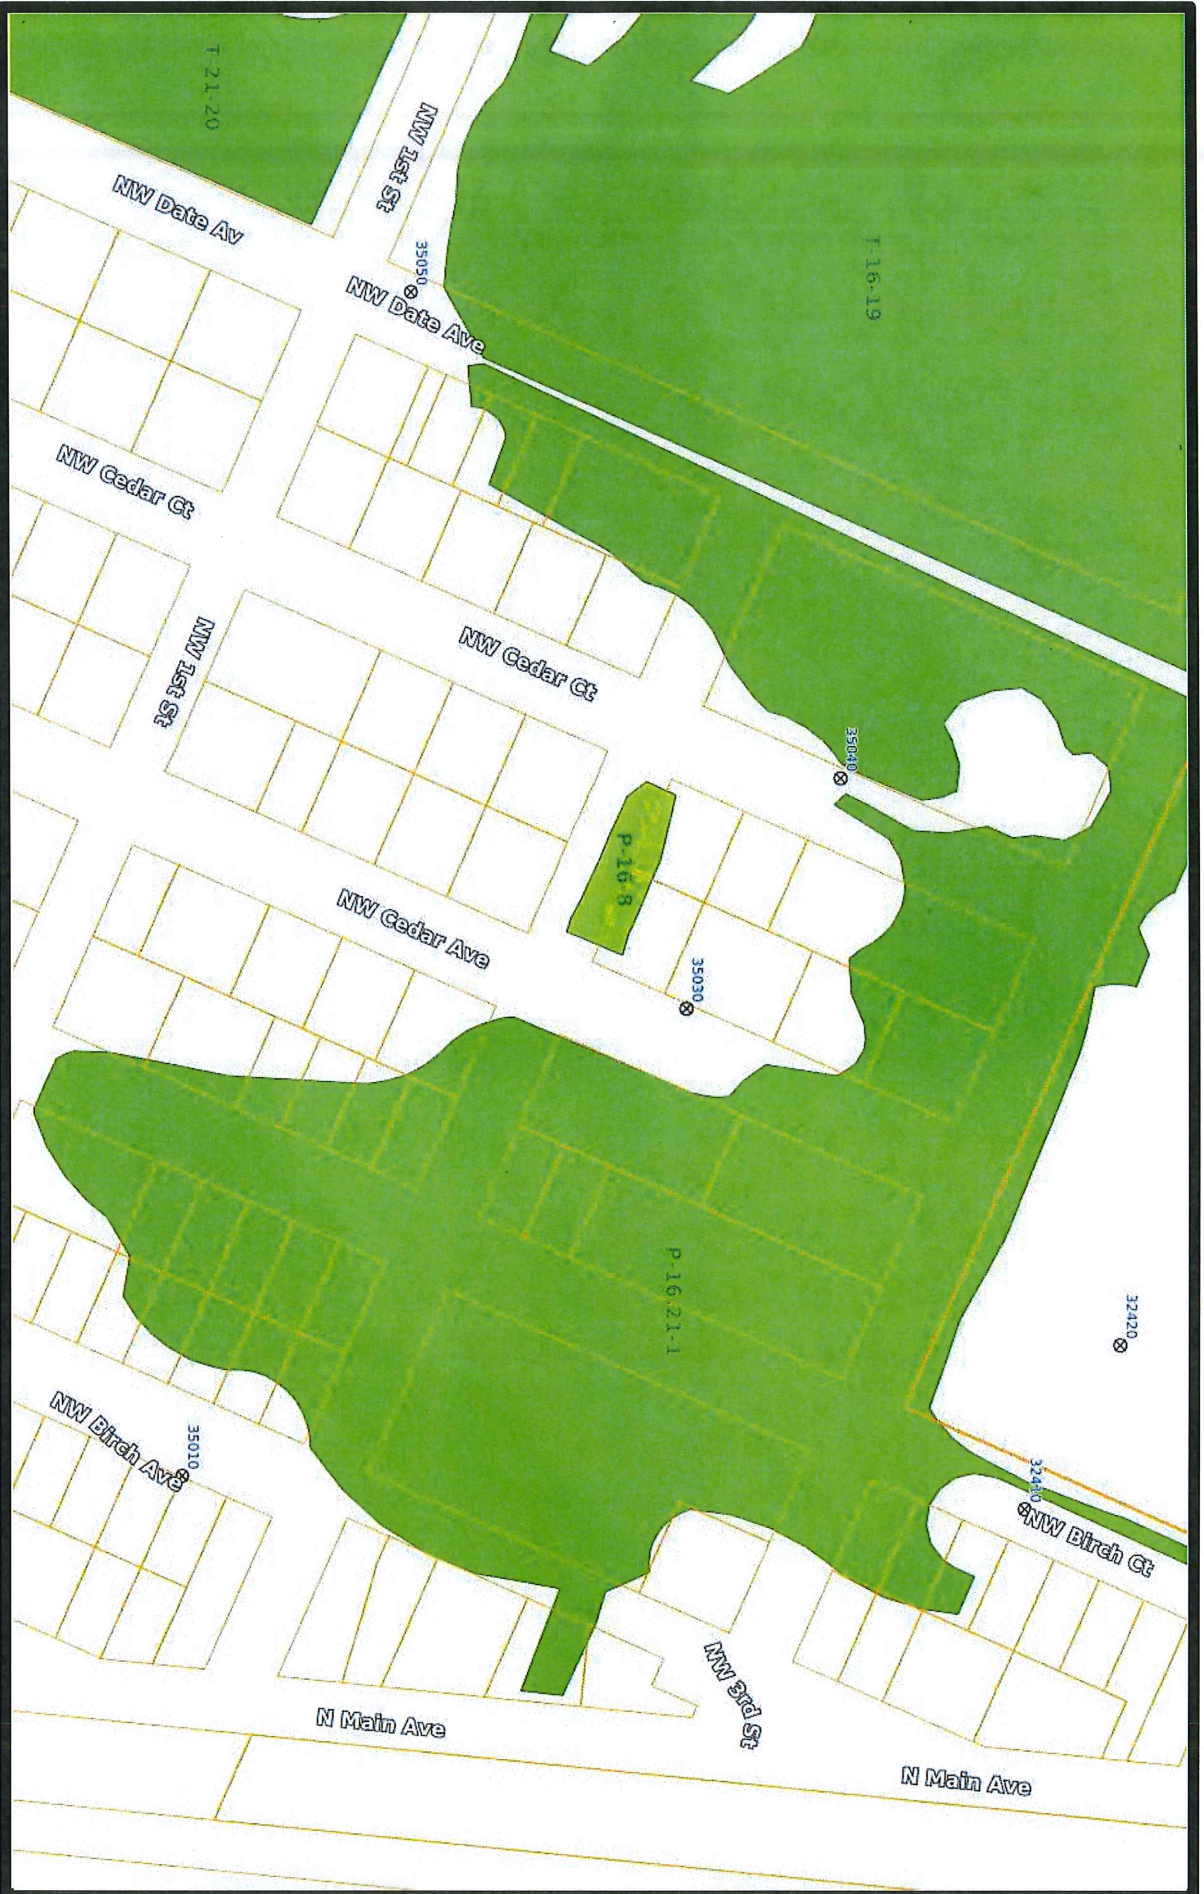 T-21-20
NW 1st St
T-16-19
NW Date Av
35050
NW Date Ave
NW Cedar Ct
NW Cedar Ct
NW 1st St
35040
P-16-8
NW Cedar Ave
35030
P-16.21-1
32420
NW Birch Ave
35010
32410
NW Birch Ct
NW 3rd St
N Main Ave
N Main Ave